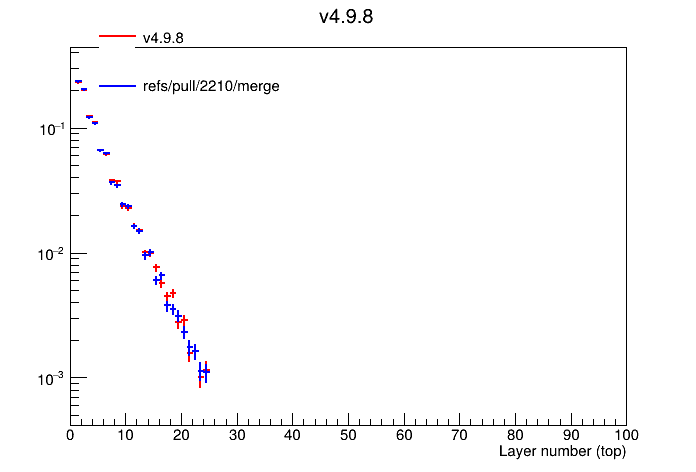 v4.9.8
v4.9.8
refs/pull/2210/merge
10⁻¹
10⁻²
10⁻³
0 10 20 30 40 50 60 70 80 90 100
Layer number (top)